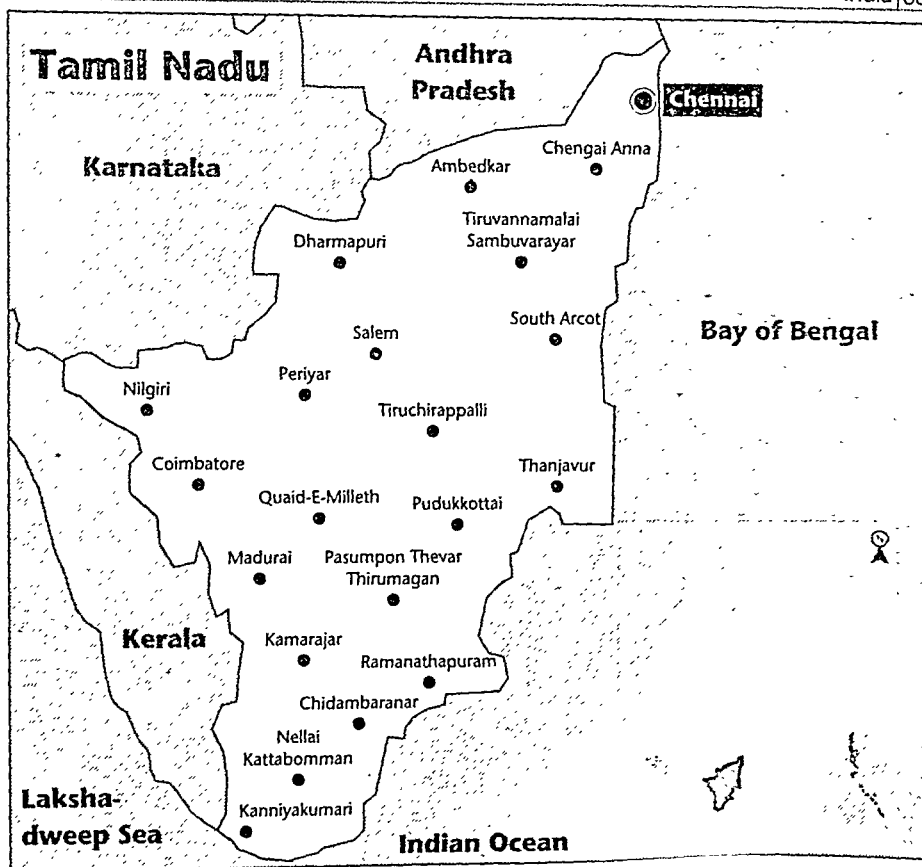 Tamil Nadu
Andhra
Pradesh
Chennai
Karnataka
Ambedkar
Chengai Anna
Tiruvannamalai
Sambuvarayar
Dharmapuri
South Arcot
Bay of Bengal
Salem
Periyar
Nilgiri
Tiruchirappalli
Coimbatore
Thanjavur
Quaid-E-Milleth
Pudukkottai
Madurai
Pasumpon Thevar
Thirumagan
Kerala
Kamarajar
Ramanathapuram
Chidambaranar
Nellai
Kattabomman
Laksha-
dweep Sea
Kanniyakumari
Indian Ocean